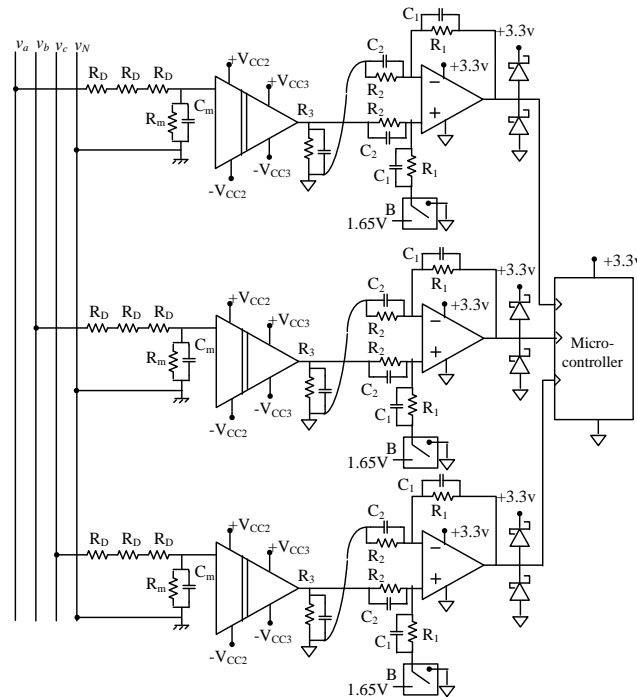 v_a v_b v_c v_N
R_D R_D R_D
R_m
C_m
+V_CC2
+V_CC3
-V_CC2
-V_CC3
R_3
C_2
R_2
R_2
C_2
C_1
R_1
+3.3v
+3.3v
C_1
R_1
B
1.65V
R_D R_D R_D
R_m
C_m
+V_CC2
+V_CC3
-V_CC2
-V_CC3
R_3
C_2
R_2
R_2
C_2
C_1
R_1
+3.3v
+3.3v
C_1
R_1
B
1.65V
+3.3v
Micro-
controller
R_D R_D R_D
R_m
C_m
+V_CC2
+V_CC3
-V_CC2
-V_CC3
R_3
C_2
R_2
R_2
C_2
C_1
R_1
+3.3v
+3.3v
C_1
R_1
B
1.65V